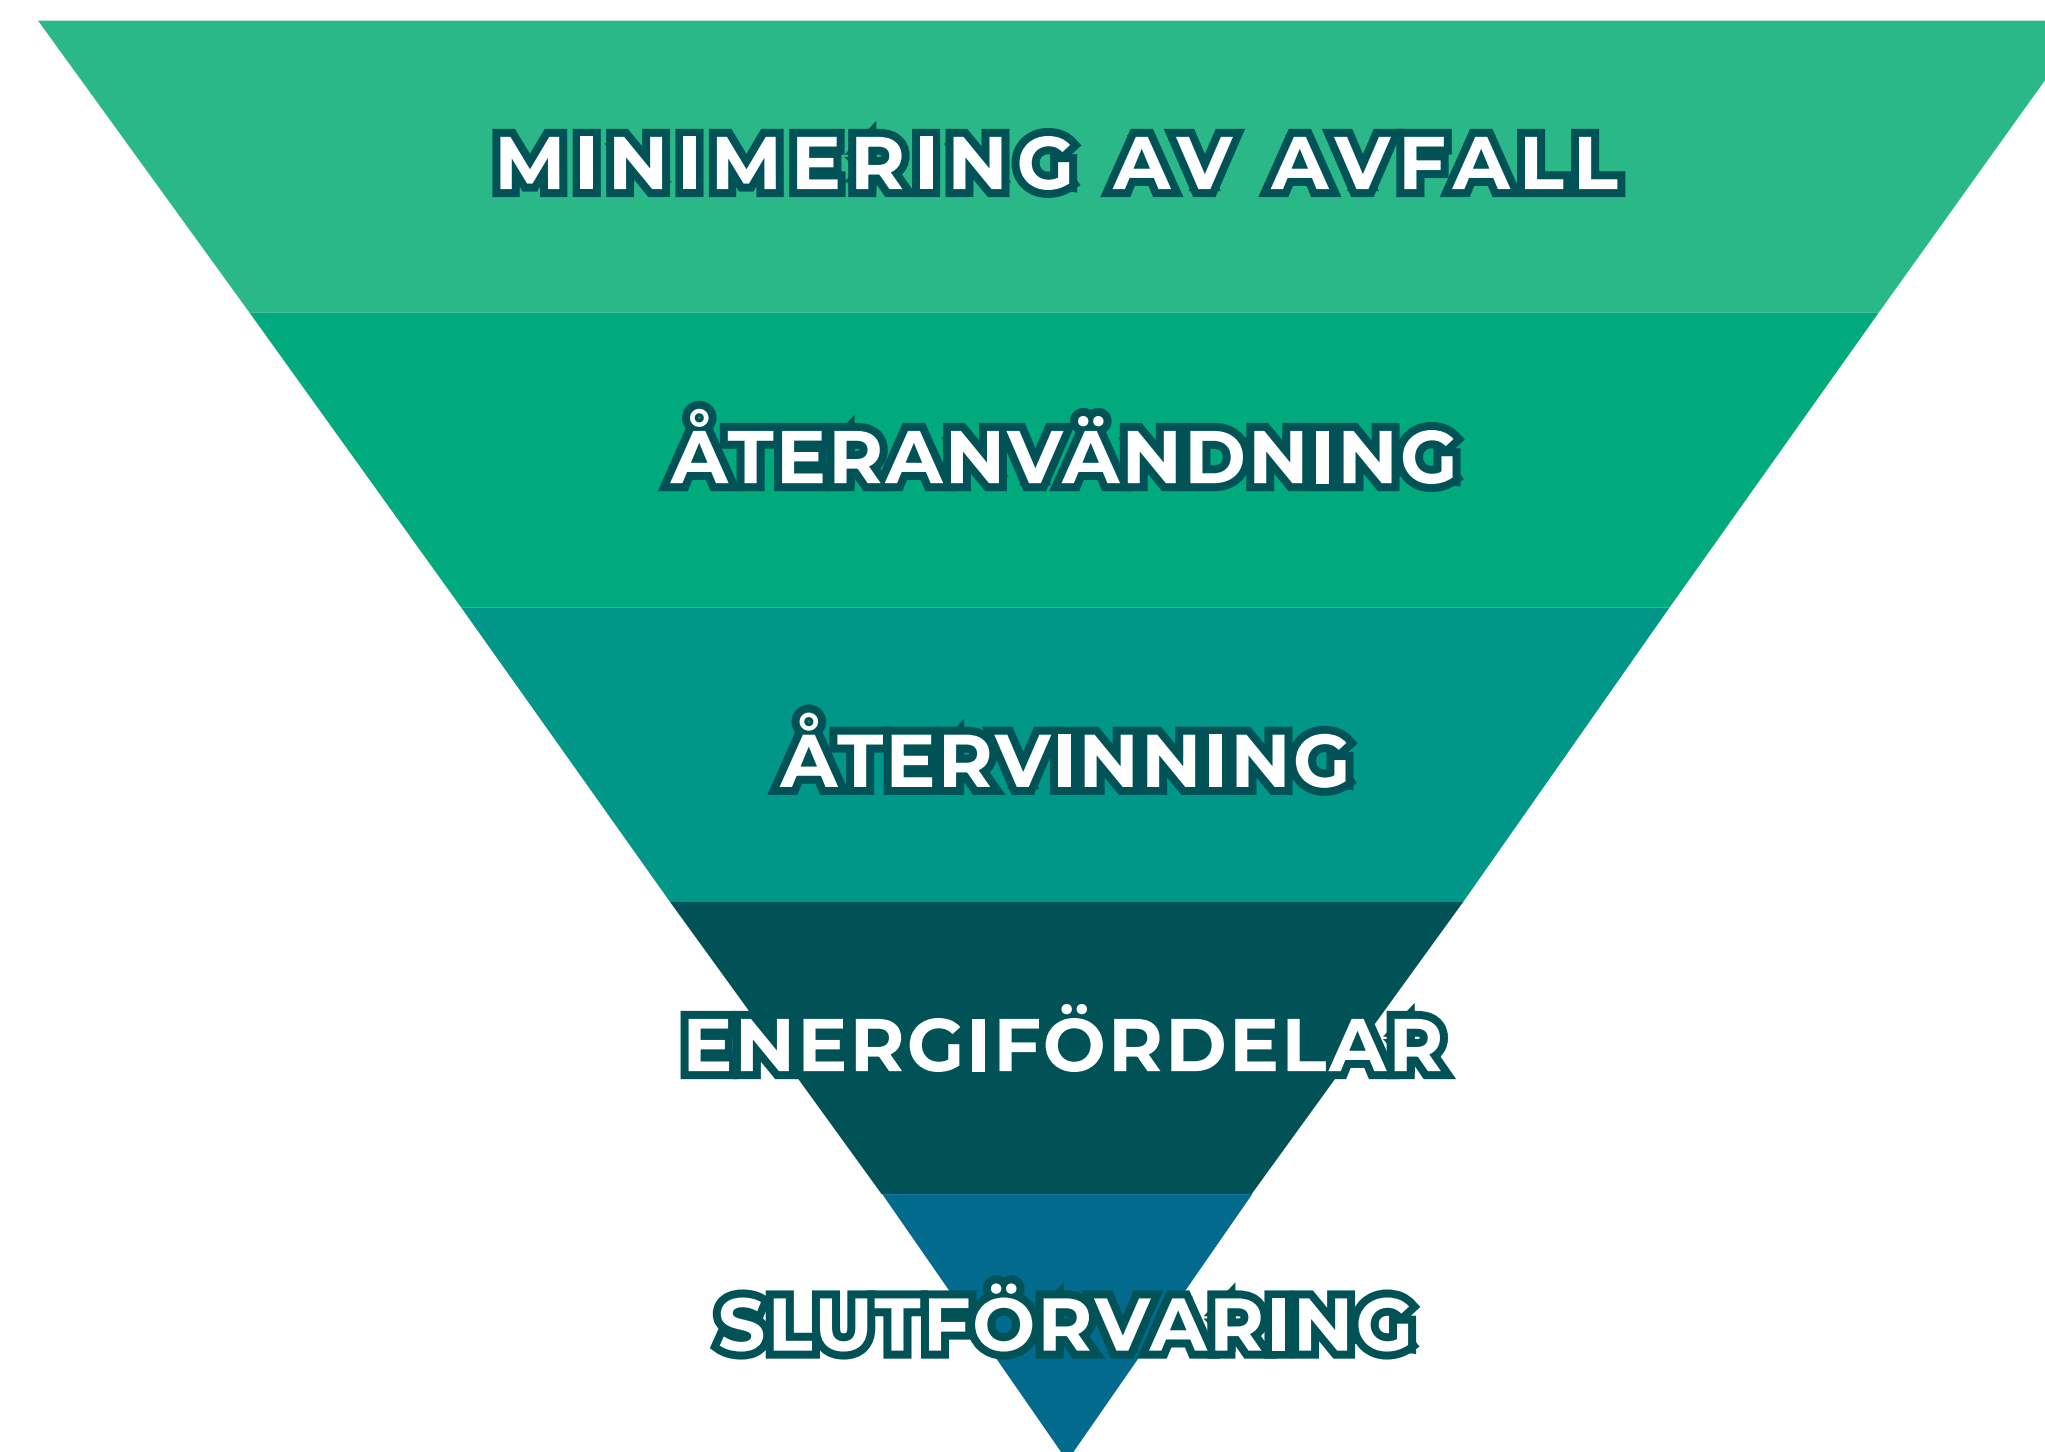 MINIMERING AV AVFALL
ÅTERANVÄNDNING
ÅTERVINNING
ENERGIFÖRDELAR
SLUTFÖRVARING